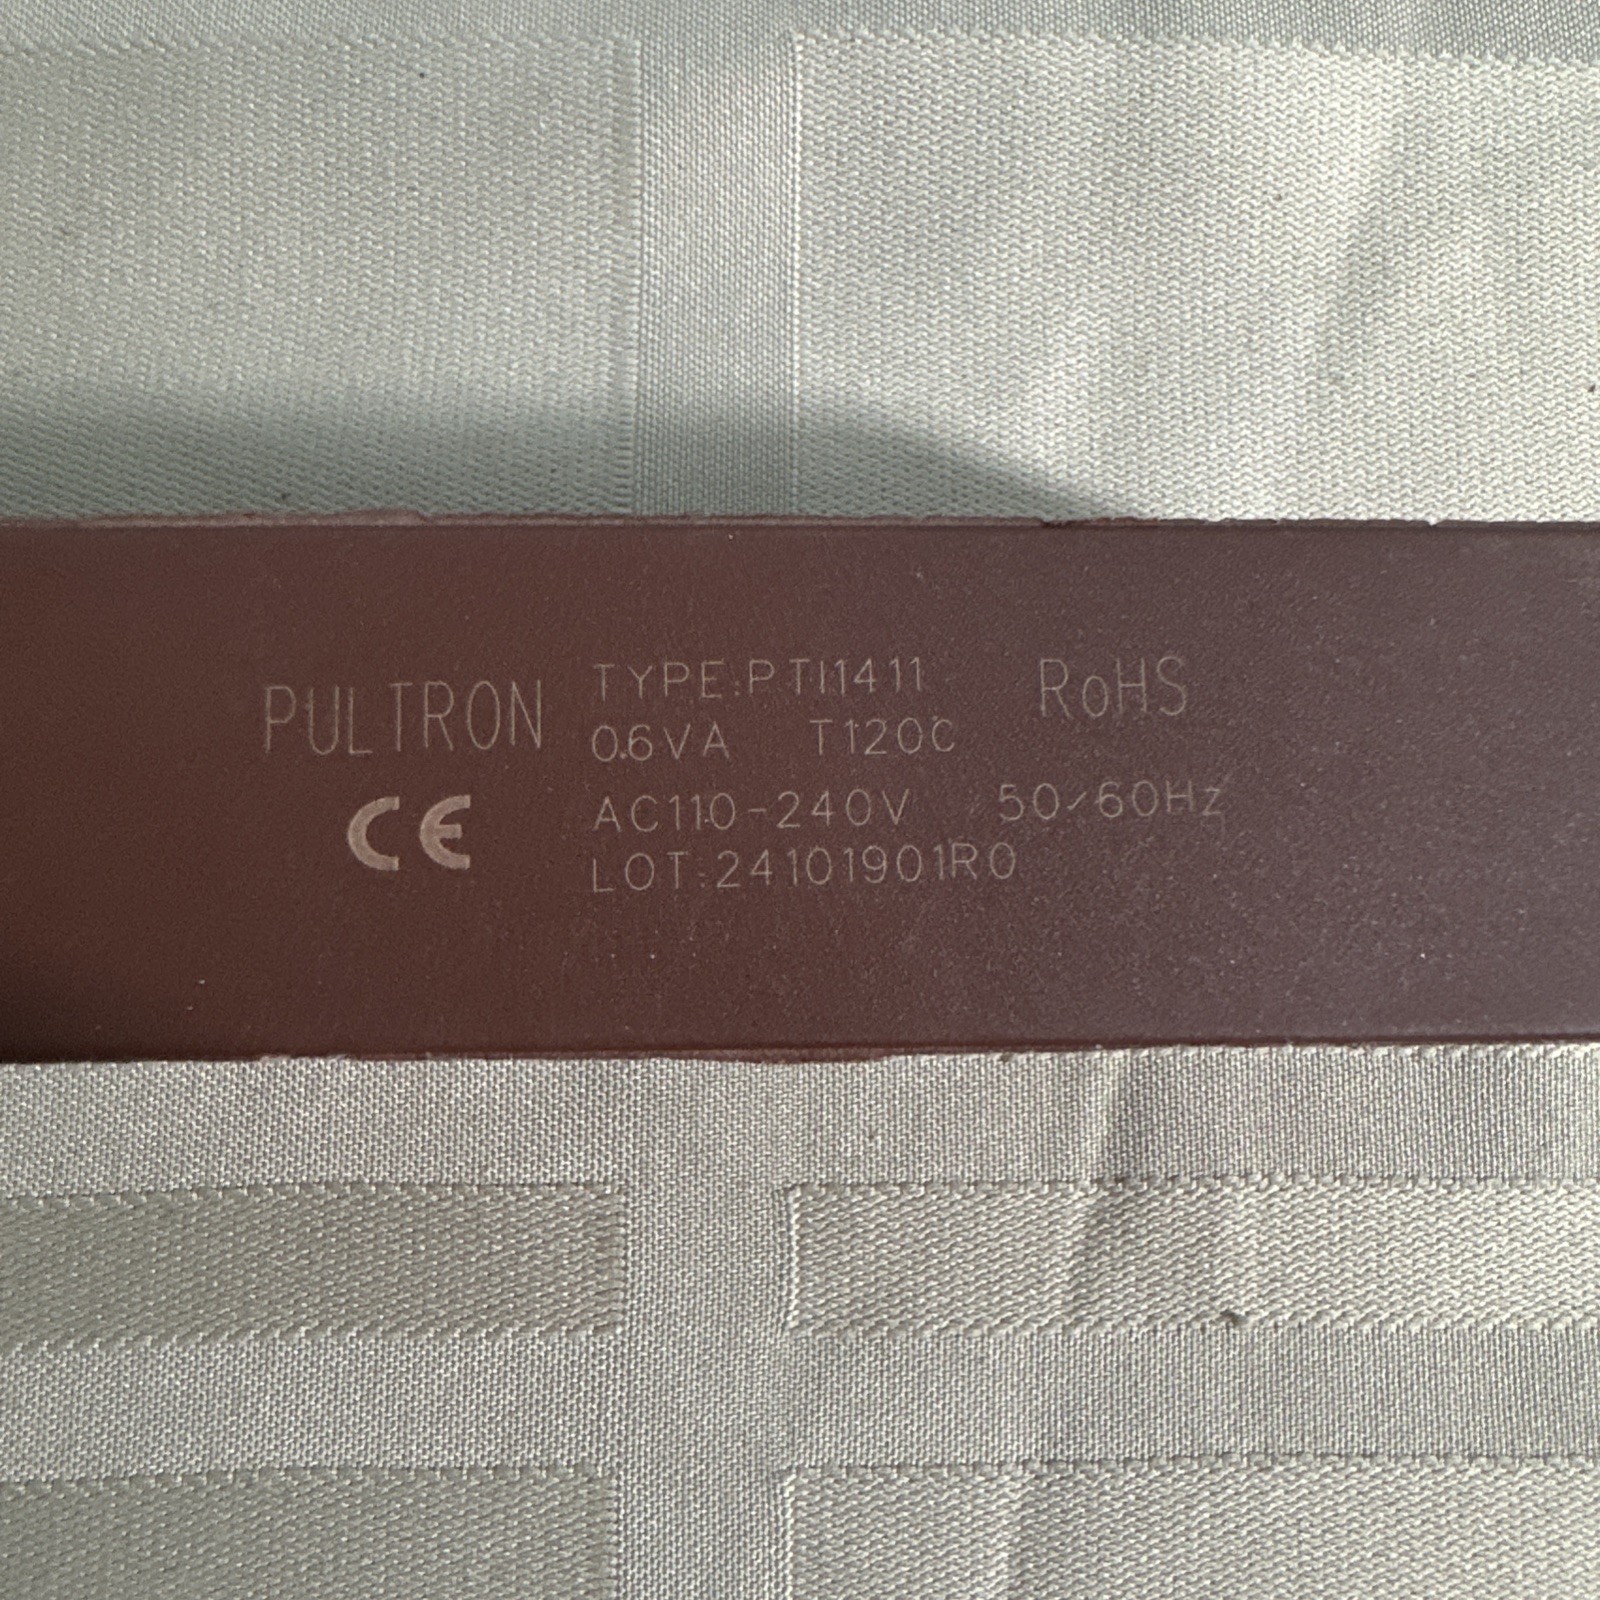 PULTRON
TYPE:PTI1411
RoHS
0.6VA T120C
CE
AC110-240V 50/60Hz
LOT:24101901R0